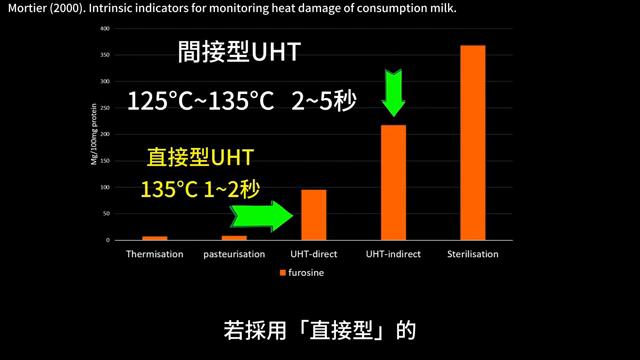 Mortier (2000). Intrinsic indicators for monitoring heat damage of consumption milk.
400
350
300
250
200
150
100
50
0
Mg/100mg protein
間接型UHT
125°C~135°C 2~5秒
直接型UHT
135°C 1~2秒
Thermisation
pasteurisation
UHT-direct
UHT-indirect
Sterilisation
furosine
若採用「直接型」的